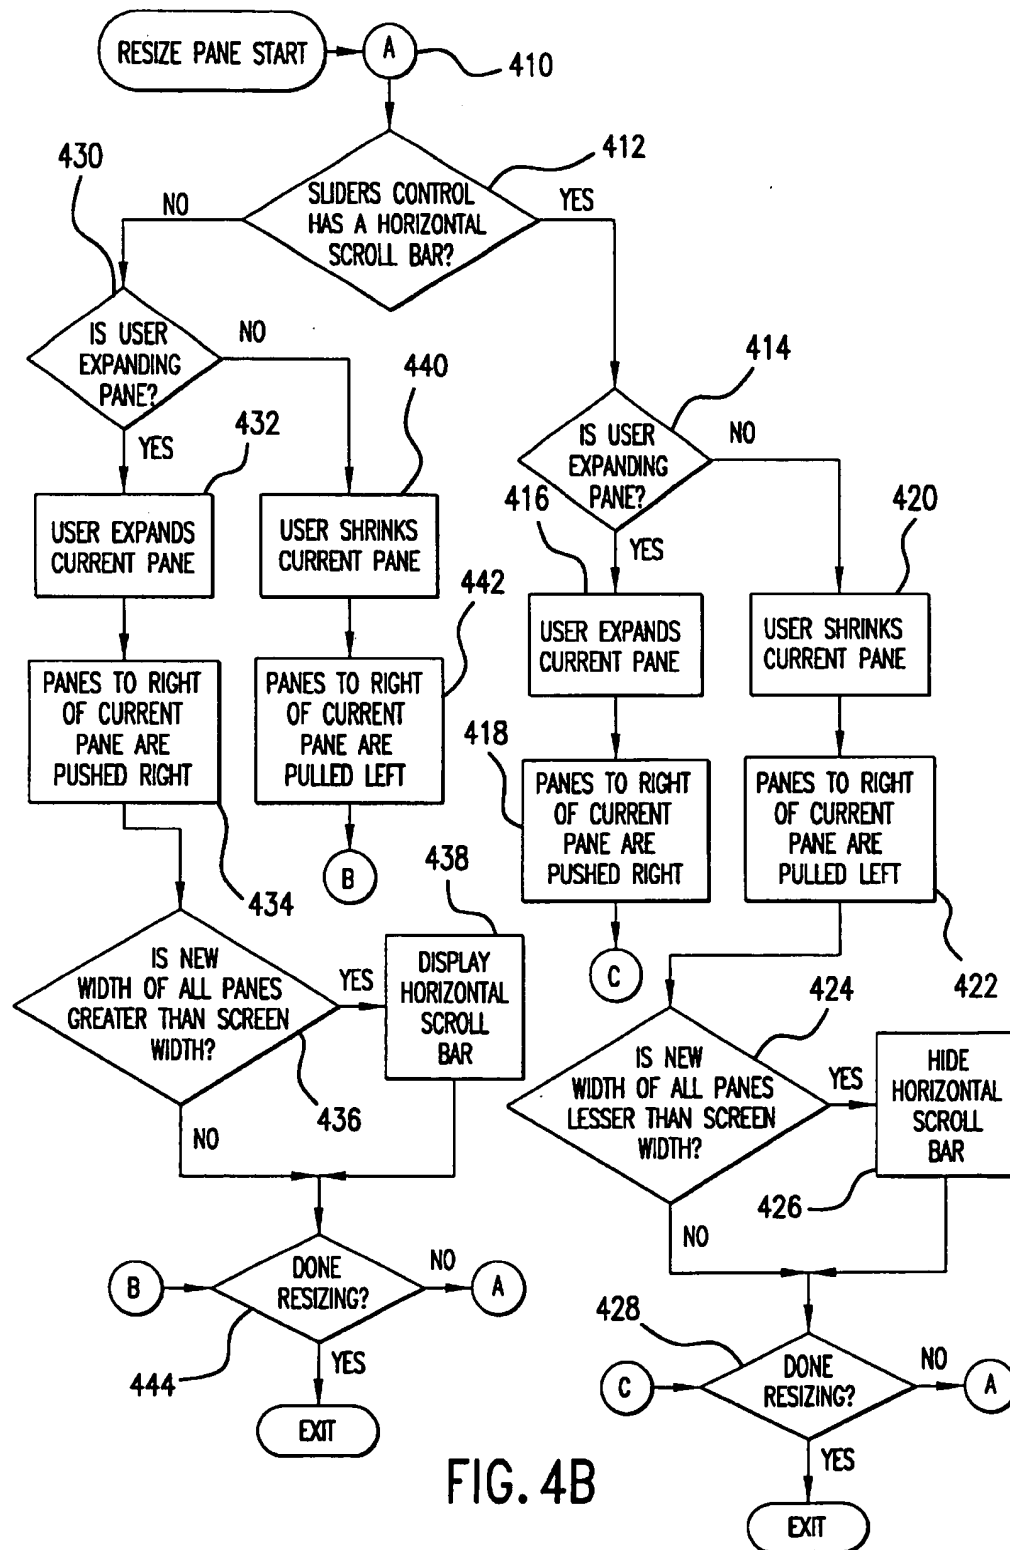 RESIZE PANE START
A
410
412
SLIDERS CONTROL
HAS A HORIZONTAL
SCROLL BAR?
NO
YES
430
IS USER
EXPANDING
PANE?
NO
YES
440
414
IS USER
EXPANDING
PANE?
NO
YES
432
USER EXPANDS
CURRENT PANE
USER SHRINKS
CURRENT PANE
416
USER EXPANDS
CURRENT PANE
420
USER SHRINKS
CURRENT PANE
442
PANES TO RIGHT
OF CURRENT
PANE ARE
PUSHED RIGHT
434
PANES TO RIGHT
OF CURRENT
PANE ARE
PULLED LEFT
B
418
PANES TO RIGHT
OF CURRENT
PANE ARE
PUSHED RIGHT
C
PANES TO RIGHT
OF CURRENT
PANE ARE
PULLED LEFT
422
IS NEW
WIDTH OF ALL PANES
GREATER THAN SCREEN
WIDTH?
436
YES
NO
438
DISPLAY
HORIZONTAL
SCROLL
BAR
424
IS NEW
WIDTH OF ALL PANES
LESSER THAN SCREEN
WIDTH?
YES
NO
HIDE
HORIZONTAL
SCROLL
BAR
426
B
DONE
RESIZING?
444
NO
A
YES
EXIT
428
C
DONE
RESIZING?
NO
A
YES
EXIT
FIG. 4B